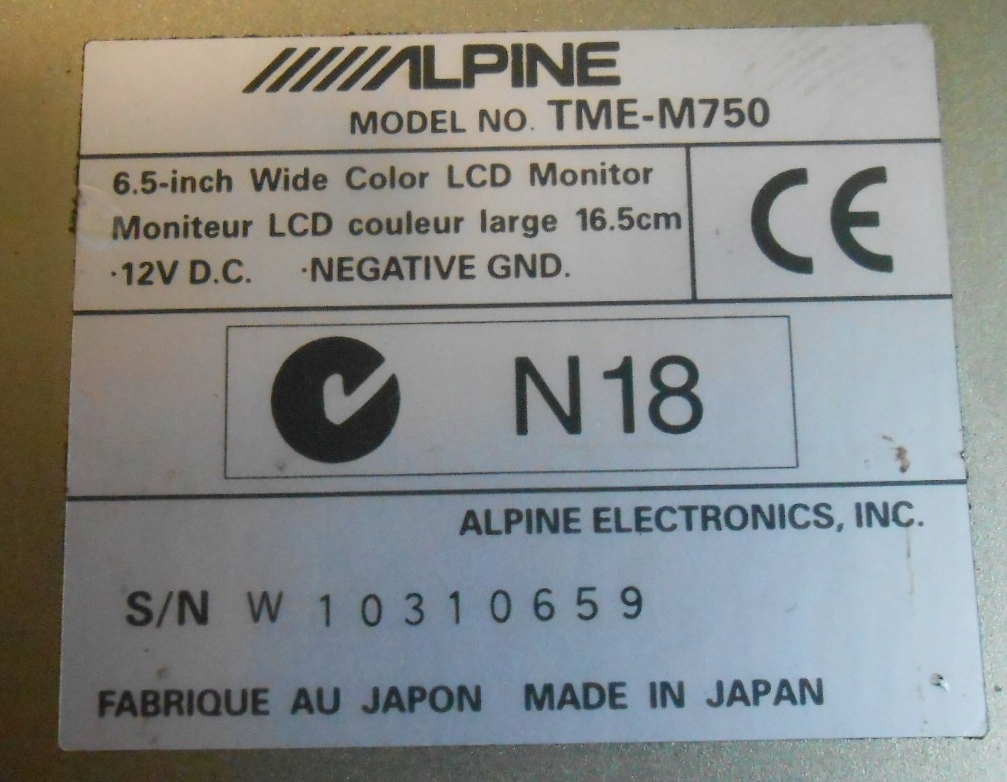 ALPINE
MODEL NO. TME-M750
6.5-inch Wide Color LCD Monitor
Moniteur LCD couleur large 16.5cm
·12V D.C. ·NEGATIVE GND.
CE
N18
ALPINE ELECTRONICS, INC.
S/N W 10310659
FABRIQUE AU JAPON MADE IN JAPAN